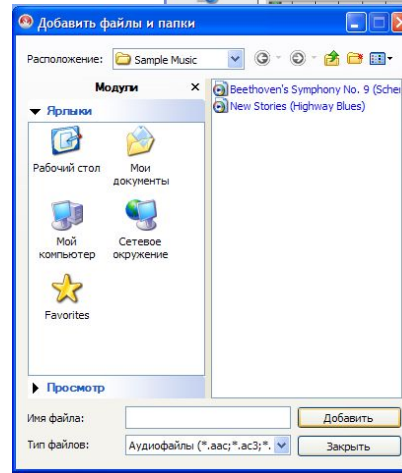 Добавить файлы и папки
Расположение: Sample Music
Модули
Ярлыки
Рабочий стол
Мои документы
Мой компьютер
Сетевое окружение
Favorites
Просмотр
Beethoven's Symphony No. 9 (Scher
New Stories (Highway Blues)
Имя файла: Добавить
Тип файлов: Аудиофайлы (*.aac;*.ac3;*. Закрыть